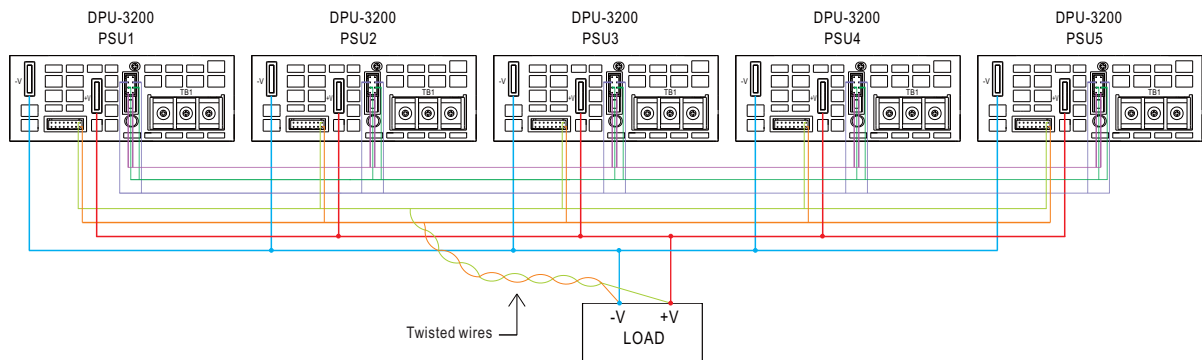 DPU-3200 DPU-3200 DPU-3200 DPU-3200 DPU-3200
PSU1 PSU2 PSU3 PSU4 PSU5
-V -V -V -V -V
+V +V +V +V +V
TB1 TB1 TB1 TB1 TB1
-V +V
Twisted wires
LOAD